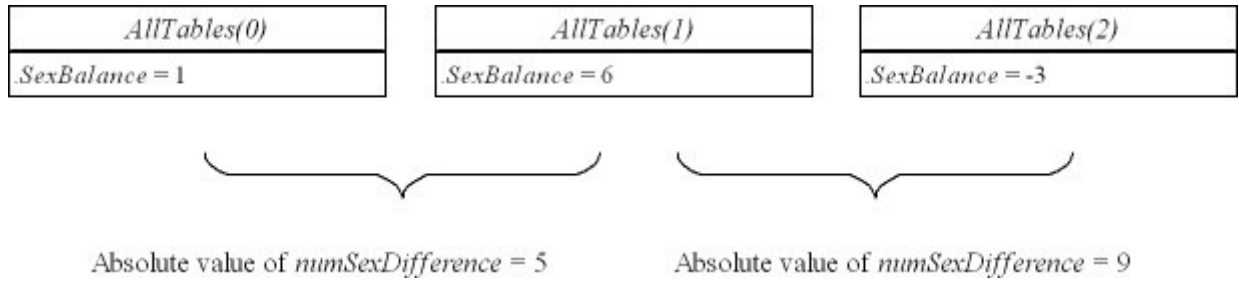 AllTables(0)
AllTables(1)
AllTables(2)
.SexBalance = 1
.SexBalance = 6
.SexBalance = -3
Absolute value of numSexDifference = 5
Absolute value of numSexDifference = 9